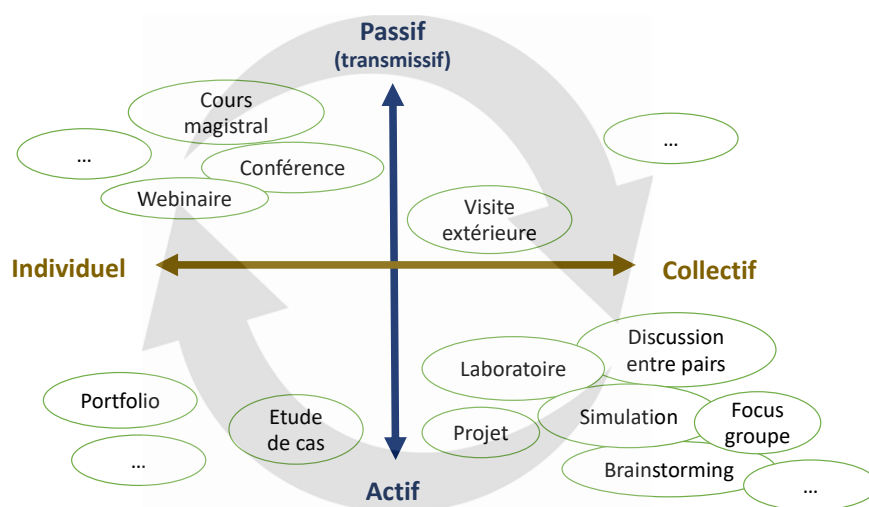 Passif
(transmissif)
Cours
magistral
...
...
Conférence
Webinaire
Visite
extérieure
Individuel
Collectif
Discussion
entre pairs
Laboratoire
Portfolio
Etude
de cas
Projet
Simulation
Focus
groupe
...
Brainstorming
...
Actif